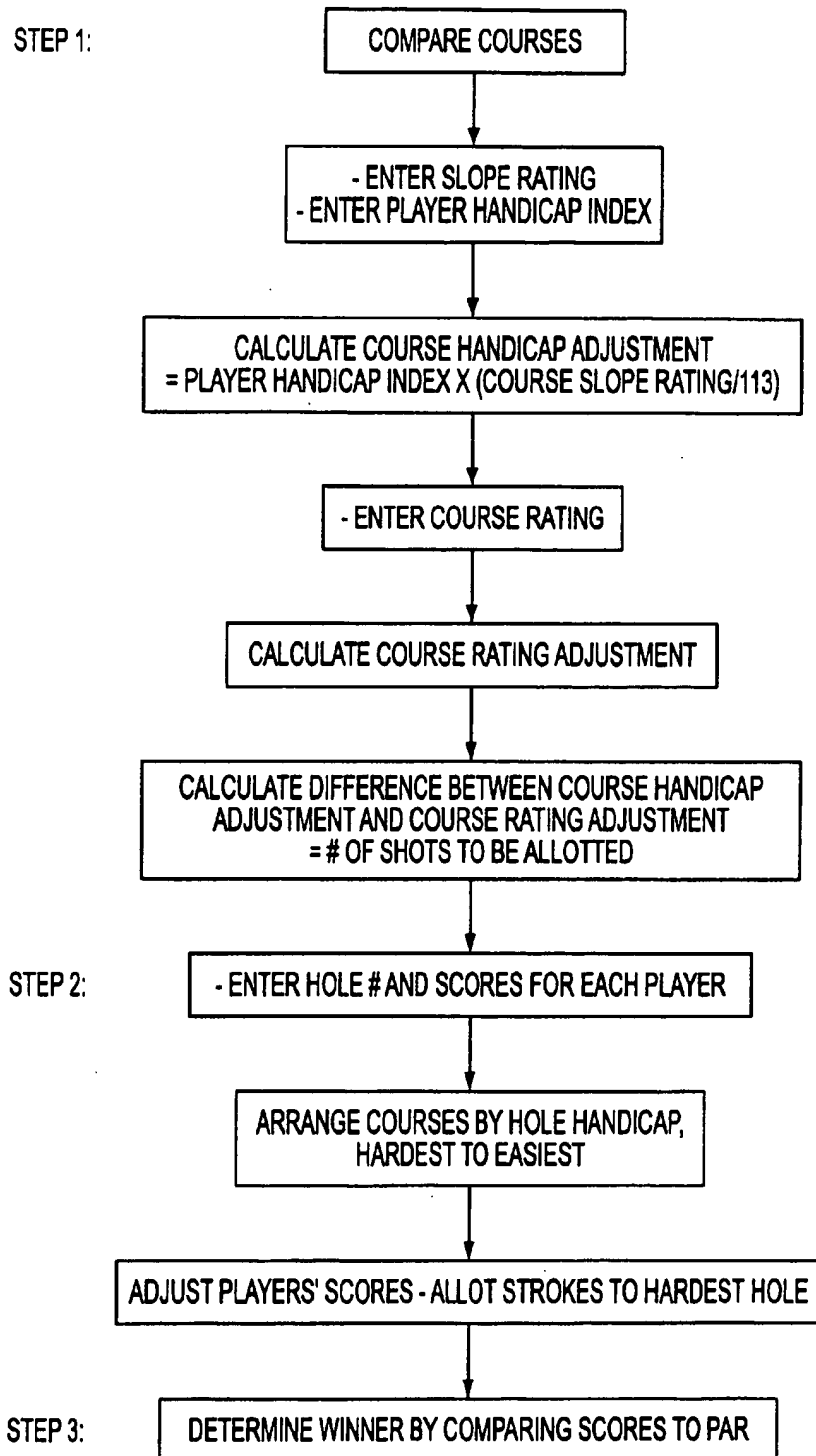 STEP 1:
COMPARE COURSES
- ENTER SLOPE RATING
- ENTER PLAYER HANDICAP INDEX
CALCULATE COURSE HANDICAP ADJUSTMENT
= PLAYER HANDICAP INDEX X (COURSE SLOPE RATING/113)
- ENTER COURSE RATING
CALCULATE COURSE RATING ADJUSTMENT
CALCULATE DIFFERENCE BETWEEN COURSE HANDICAP
ADJUSTMENT AND COURSE RATING ADJUSTMENT
= # OF SHOTS TO BE ALLOTTED
STEP 2:
- ENTER HOLE # AND SCORES FOR EACH PLAYER
ARRANGE COURSES BY HOLE HANDICAP,
HARDEST TO EASIEST
ADJUST PLAYERS' SCORES - ALLOT STROKES TO HARDEST HOLE
STEP 3:
DETERMINE WINNER BY COMPARING SCORES TO PAR